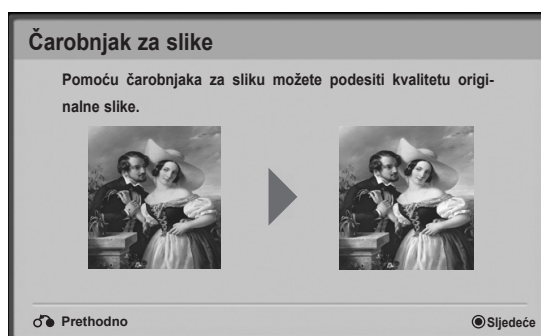 Čarobnjak za slike
Pomoću čarobnjaka za sliku možete podesiti kvalitetu origi-
nalne slike.
Prethodno
Sljedeće